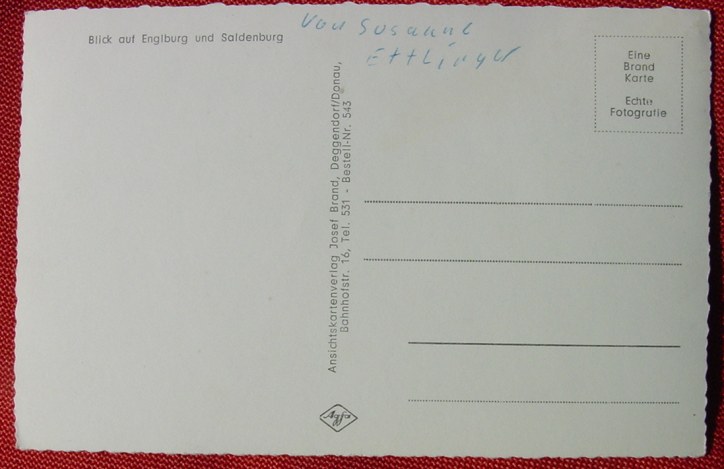 Blick auf Englburg und Saldenburg
Von Susanne
Ettlinger
Eine
Brand
Karte
Echte
Fotografie
Ansichtskartenverlag Josef Brand, Deggendorf/Donau,
Bahnhofstr. 16, Tel. 531 - Bestell-Nr. 543
Agfa